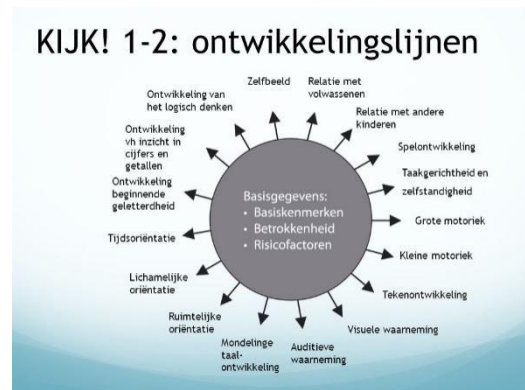 KIJK! 1-2: ontwikkelingslijnen
Zelfbeeld
Relatie met
volwassenen
Relatie met andere
kinderen
Spelontwikkeling
Taakgerichtheid en
zelfstandigheid
Grote motoriek
Kleine motoriek
Tekenontwikkeling
Visuele waarneming
Auditieve
waarneming
Mondelinge
taal-
ontwikkeling
Ruimtelijke
oriëntatie
Lichamelijke
oriëntatie
Tijdsoriëntatie
Ontwikkeling
beginnende
geletterdheid
Ontwikkeling
vh inzicht in
cijfers en
getallen
Ontwikkeling van
het logisch denken
Basisgegevens:
• Basiskenmerken
• Betrokkenheid
• Risicofactoren